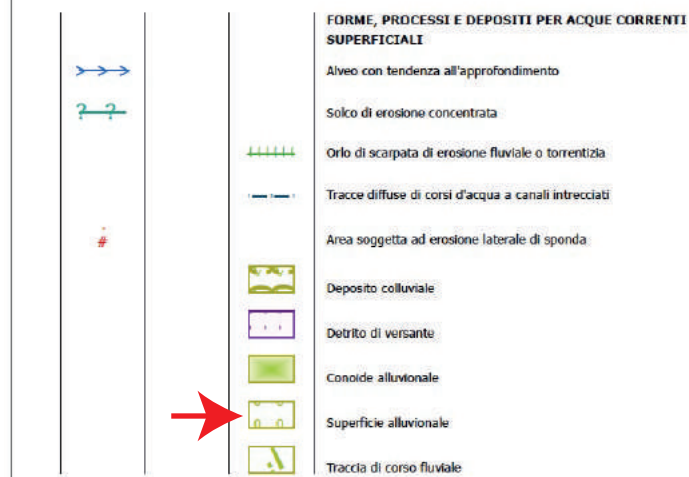 FORME, PROCESSI E DEPOSITI PER ACQUE CORRENTI
SUPERFICIALI
Alveo con tendenza all'approfondimento
? ?
Solco di erosione concentrata
Orlo di scarpata di erosione fluviale o torrentizia
Tracce diffuse di corsi d'acqua a canali intrecciati
#
Area soggetta ad erosione laterale di sponda
Deposito colluviale
Detrito di versante
Conoide alluvionale
Superficie alluvionale
Traccia di corso fluviale